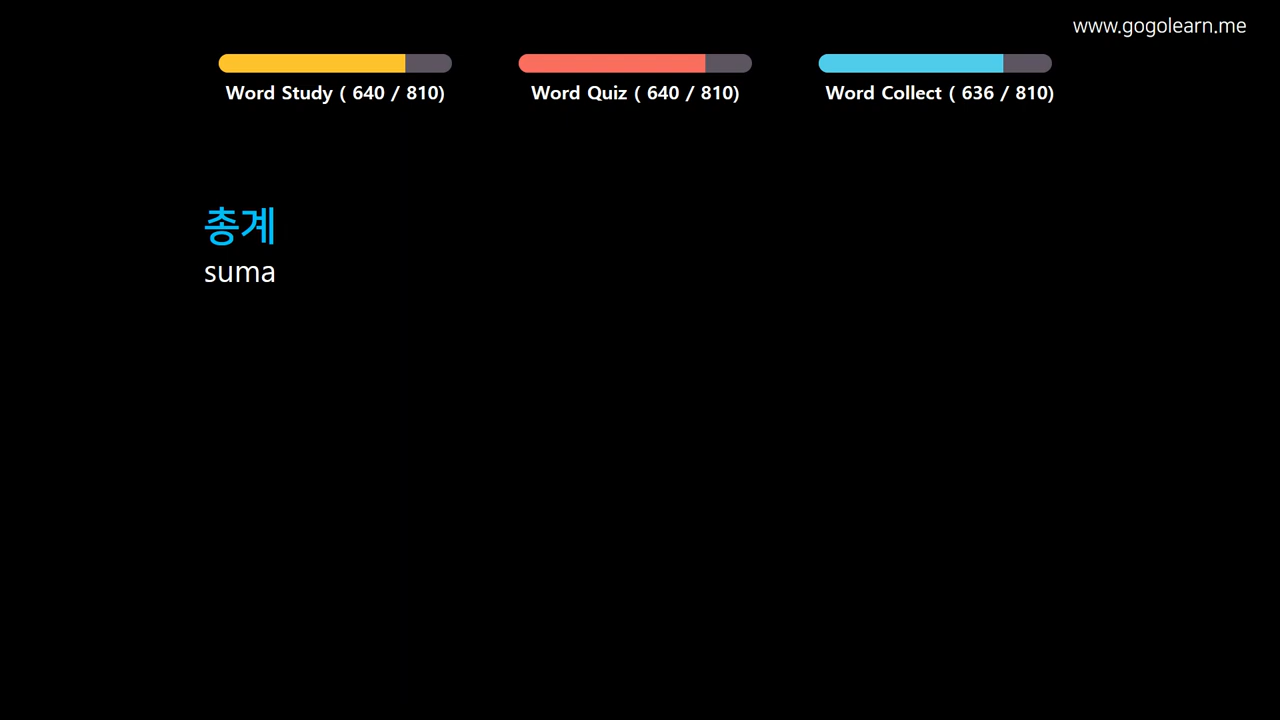 www.gogolearn.me
Word Study ( 640 / 810)
Word Quiz ( 640 / 810)
Word Collect ( 636 / 810)
총계
suma